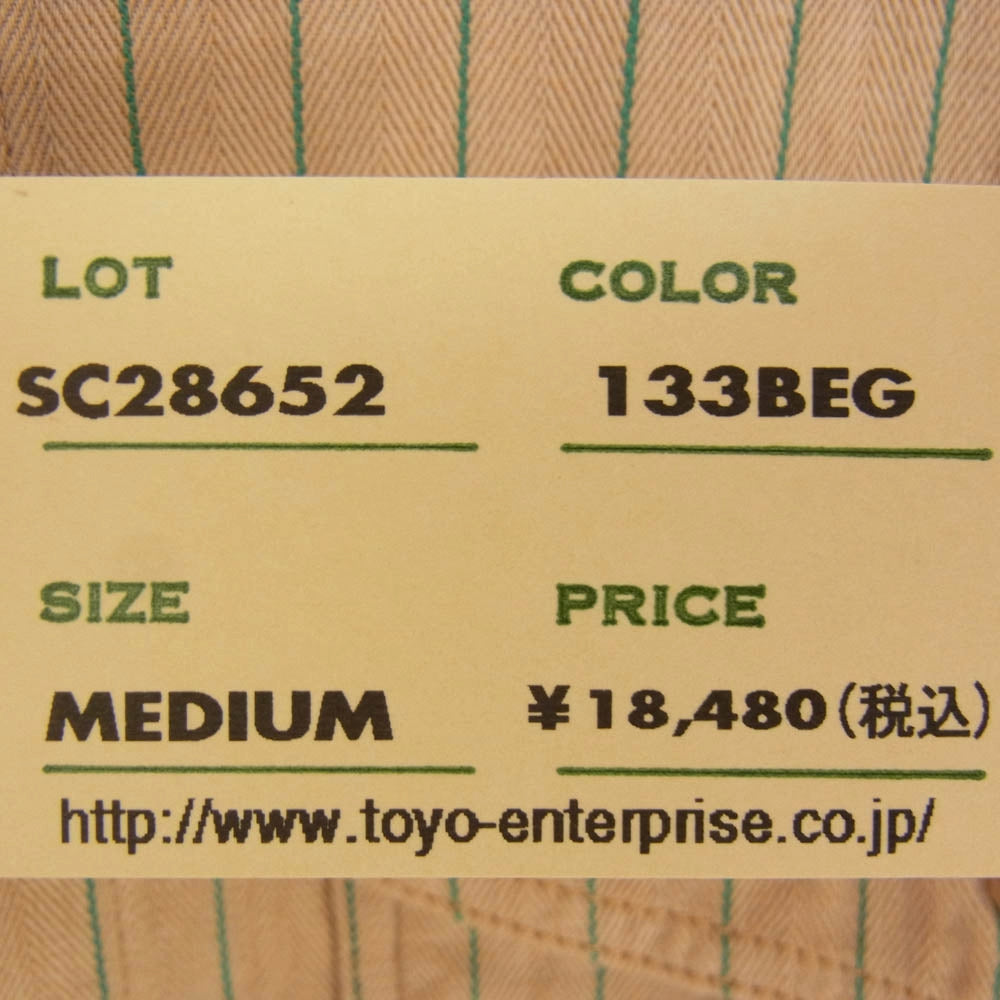 LOT COLOR
SC28652 133BEG
SIZE PRICE
MEDIUM ¥18,480(税込)
http://www.toyo-enterprise.co.jp/